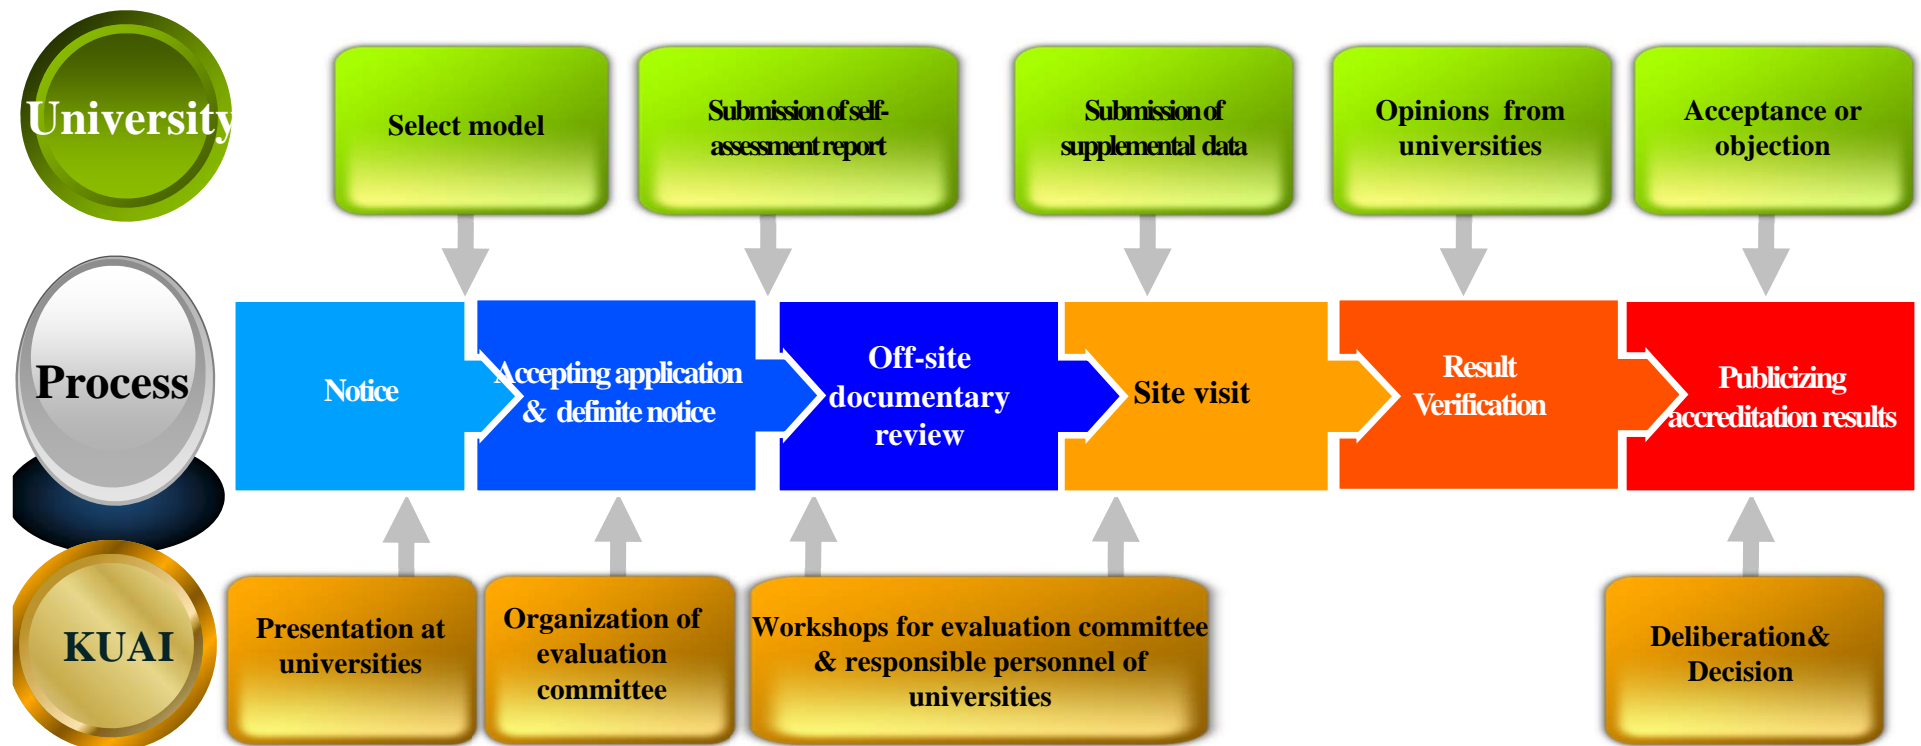 University
Select model
Submission of self-
assessment report
Submission of
supplemental data
Opinions from
universities
Acceptance or
objection
Process
Notice
Accepting application
& definite notice
Off-site
documentary
review
Site visit
Result
Verification
Publicizing
accreditation results
KUAI
Presentation at
universities
Organization of
evaluation
committee
Workshops for evaluation committee
& responsible personnel of
universities
Deliberation&
Decision